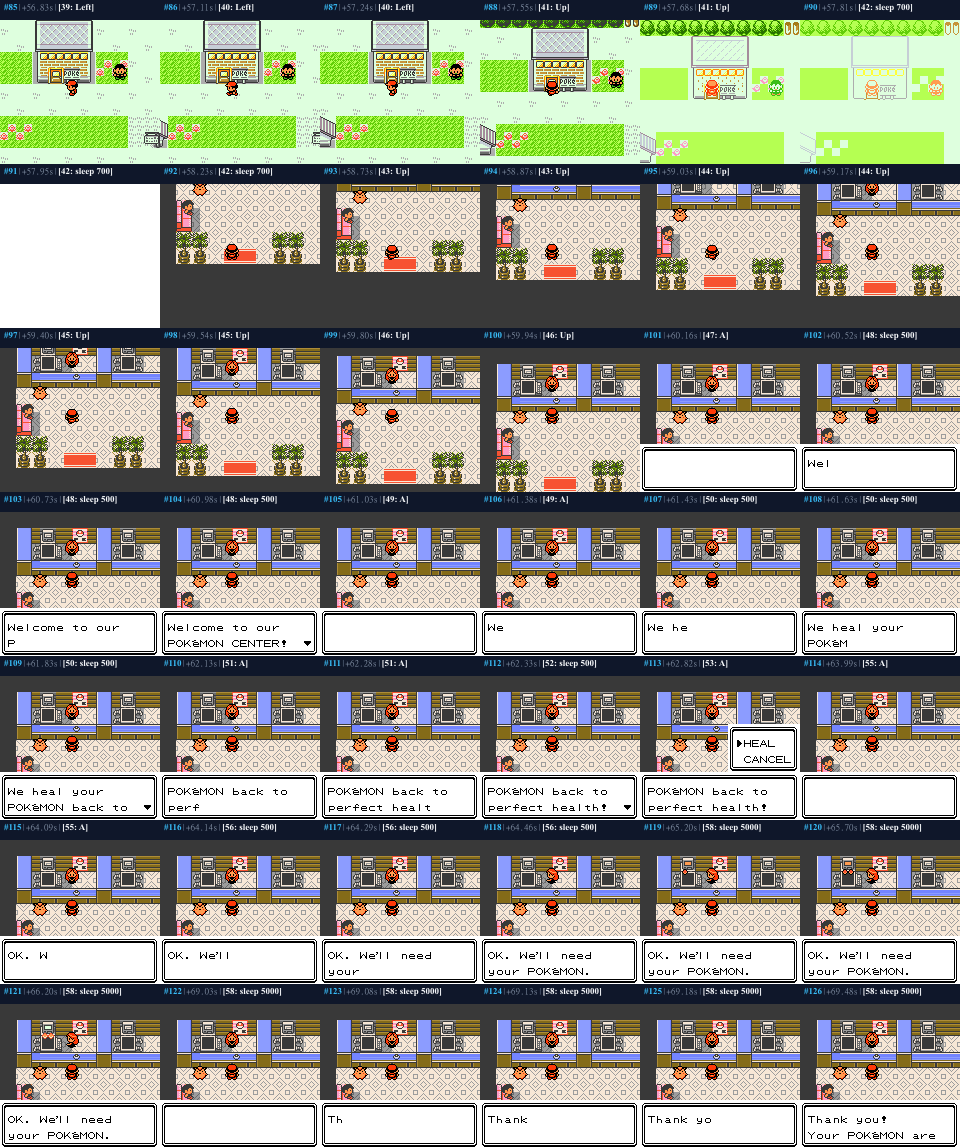 #85|+56.83s| [39: Left]
#86|+57.11s| [40: Left]
#87|+57.24s| [40: Left]
#88|+57.55s| [41: Up]
#89|+57.68s| [41: Up]
#90|+57.81s| [42: sleep 700]
POKé
POKé
POKé
POKé
POKé
POKé
#91|+57.95s| [42: sleep 700]
#92|+58.23s| [42: sleep 700]
#93|+58.73s| [43: Up]
#94|+58.87s| [43: Up]
#95|+59.03s| [44: Up]
#96|+59.17s| [44: Up]
#97|+59.40s| [45: Up]
#98|+59.54s| [45: Up]
#99|+59.80s| [46: Up]
#100|+59.94s| [46: Up]
#101|+60.16s| [47: A]
#102|+60.52s| [48: sleep 500]
Wel
#103|+60.73s| [48: sleep 500]
#104|+60.98s| [48: sleep 500]
#105|+61.03s| [49: A]
#106|+61.38s| [49: A]
#107|+61.43s| [50: sleep 500]
#108|+61.63s| [50: sleep 500]
Welcome to our
P
Welcome to our
POKéMON CENTER!
We
We he
We heal your
POKéM
#109|+61.83s| [50: sleep 500]
#110|+62.13s| [51: A]
#111|+62.28s| [51: A]
#112|+62.33s| [52: sleep 500]
#113|+62.82s| [53: A]
#114|+63.99s| [55: A]
We heal your
POKéMON back to
POKéMON back to
perf
POKéMON back to
perfect healt
POKéMON back to
perfect health!
HEAL
CANCEL
POKéMON back to
perfect health!
#115|+64.09s| [55: A]
#116|+64.14s| [56: sleep 500]
#117|+64.29s| [56: sleep 500]
#118|+64.46s| [56: sleep 500]
#119|+65.20s| [58: sleep 5000]
#120|+65.70s| [58: sleep 5000]
OK. W
OK. We'll
OK. We'll need
your
OK. We'll need
your POKéMON.
OK. We'll need
your POKéMON.
OK. We'll need
your POKéMON.
#121|+66.20s| [58: sleep 5000]
#122|+69.03s| [58: sleep 5000]
#123|+69.08s| [58: sleep 5000]
#124|+69.13s| [58: sleep 5000]
#125|+69.18s| [58: sleep 5000]
#126|+69.48s| [58: sleep 5000]
OK. We'll need
your POKéMON.
Th
Thank
Thank yo
Thank you!
Your POKéMON are